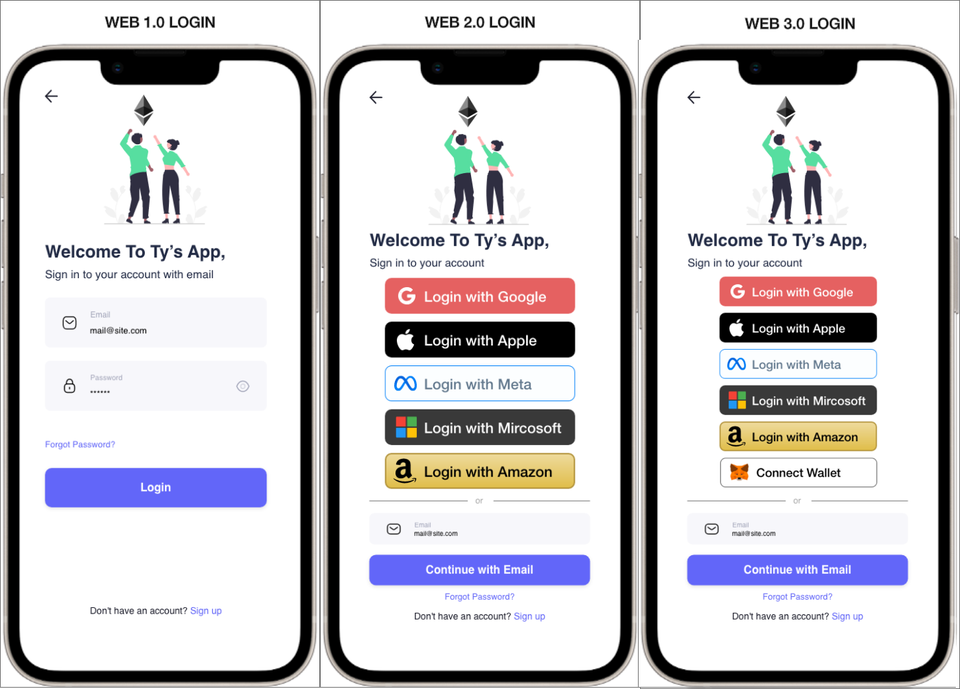 WEB 1.0 LOGIN
Welcome To Ty's App,
Sign in to your account with email
Email
mail@site.com
Password
••••••
Forgot Password?
Login
Don't have an account? Sign up
WEB 2.0 LOGIN
Welcome To Ty's App,
Sign in to your account
Login with Google
Login with Apple
Login with Meta
Login with Mircosoft
Login with Amazon
or
Email
mail@site.com
Continue with Email
Forgot Password?
Don't have an account? Sign up
WEB 3.0 LOGIN
Welcome To Ty's App,
Sign in to your account
Login with Google
Login with Apple
Login with Meta
Login with Mircosoft
Login with Amazon
Connect Wallet
or
Email
mail@site.com
Continue with Email
Forgot Password?
Don't have an account? Sign up